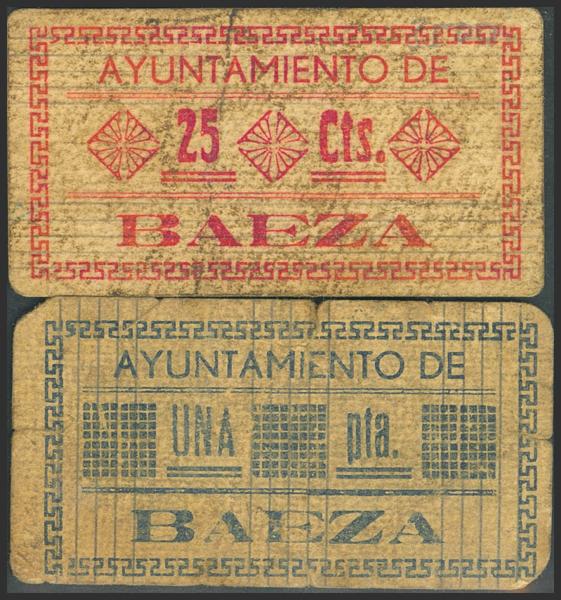 AYUNTAMIENTO DE
25 Cts.
BAEZA
AYUNTAMIENTO DE
UNA pta.
BAEZA